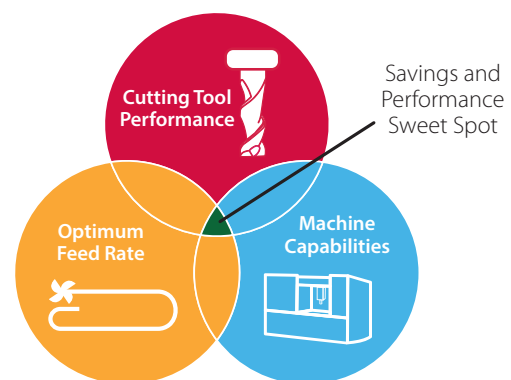 Cutting Tool
Performance
Savings and
Performance
Sweet Spot
Optimum
Feed Rate
Machine
Capabilities